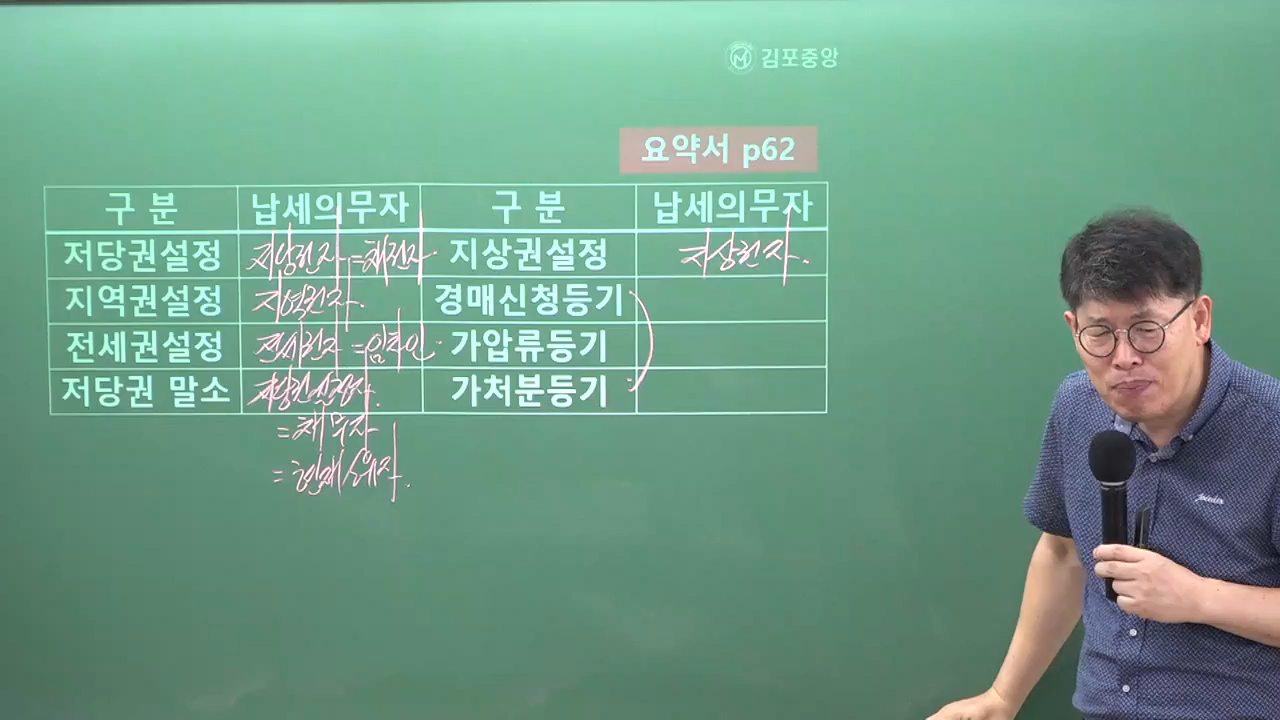 김포중앙
요약서 p62
구 분 납세의무자 구 분 납세의무자
저당권설정 저당권자 = 채권자. 지상권설정 지상권자.
지역권설정 지역권자. 경매신청등기
전세권설정 전세권자 = 임차인. 가압류등기
저당권 말소 저당권설정자. 가처분등기
= 채무자
= 현재 소유자.